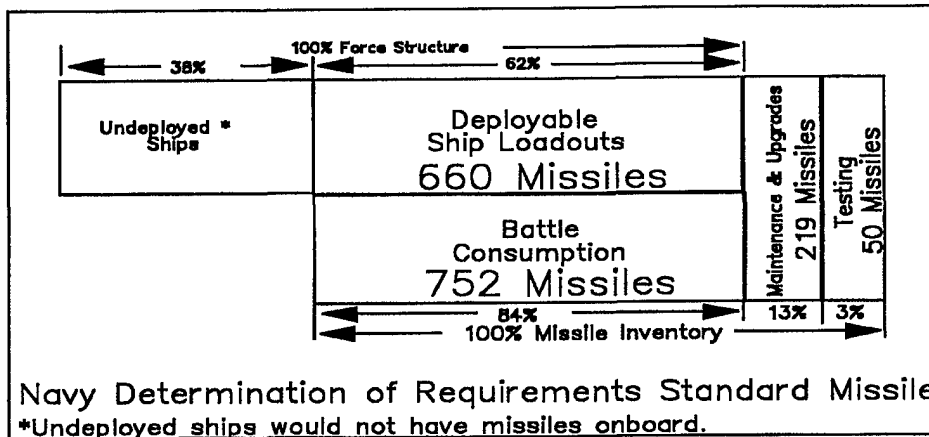 100% Force Structure
38%
62%
Undeployed *
Ships
Deployable
Ship Loadouts
660 Missiles
Battle
Consumption
752 Missiles
Maintenance & Upgrades
219 Missiles
Testing
50 Missiles
84%
13%
3%
100% Missile Inventory
Navy Determination of Requirements Standard Missile
*Undeployed ships would not have missiles onboard.